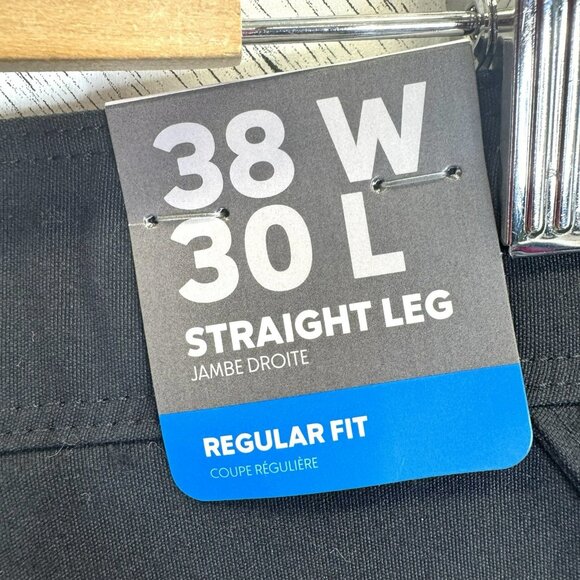 38 W
30 L
STRAIGHT LEG
JAMBE DROITE
REGULAR FIT
COUPE RÉGULIÈRE